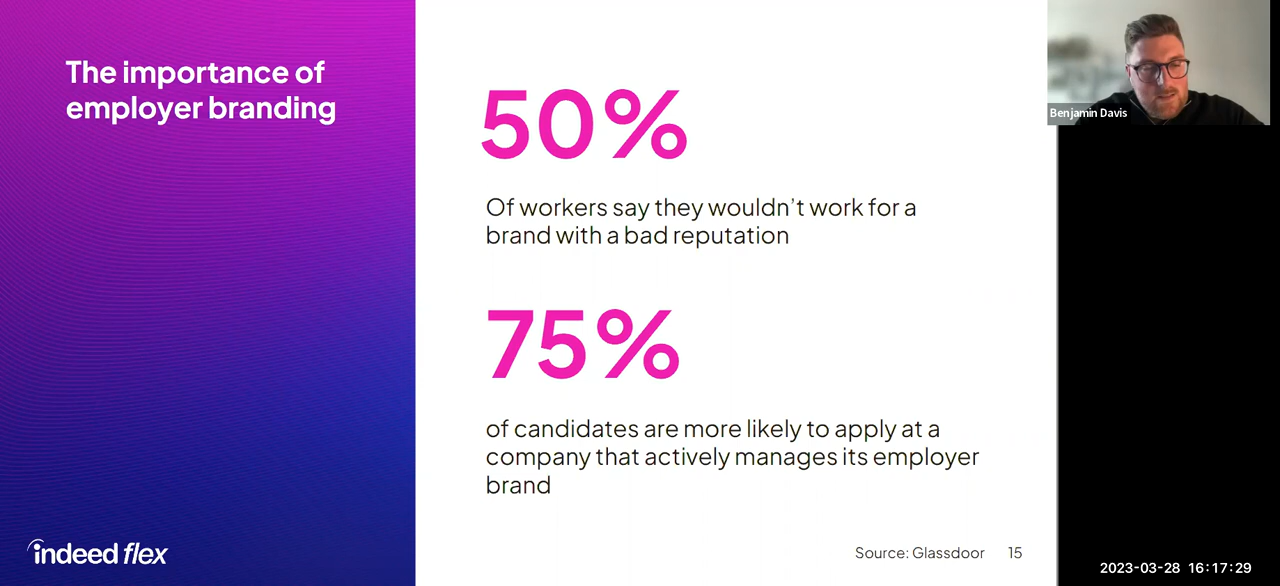 The importance of
employer branding
50%
Of workers say they wouldn't work for a
brand with a bad reputation
75%
of candidates are more likely to apply at a
company that actively manages its employer
brand
indeed flex
Source: Glassdoor 15
Benjamin Davis
2023-03-28 16:17:29